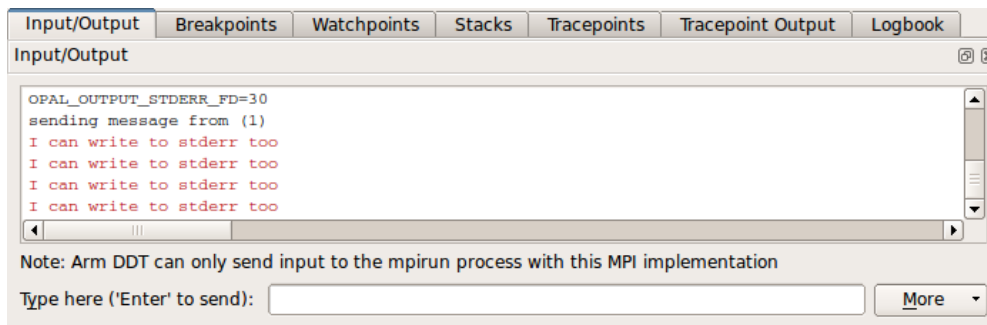 Input/Output Breakpoints Watchpoints Stacks Tracepoints Tracepoint Output Logbook
Input/Output
OPAL_OUTPUT_STDERR_FD=30
sending message from (1)
I can write to stderr too
I can write to stderr too
I can write to stderr too
I can write to stderr too
Note: Arm DDT can only send input to the mpirun process with this MPI implementation
Type here ('Enter' to send): More